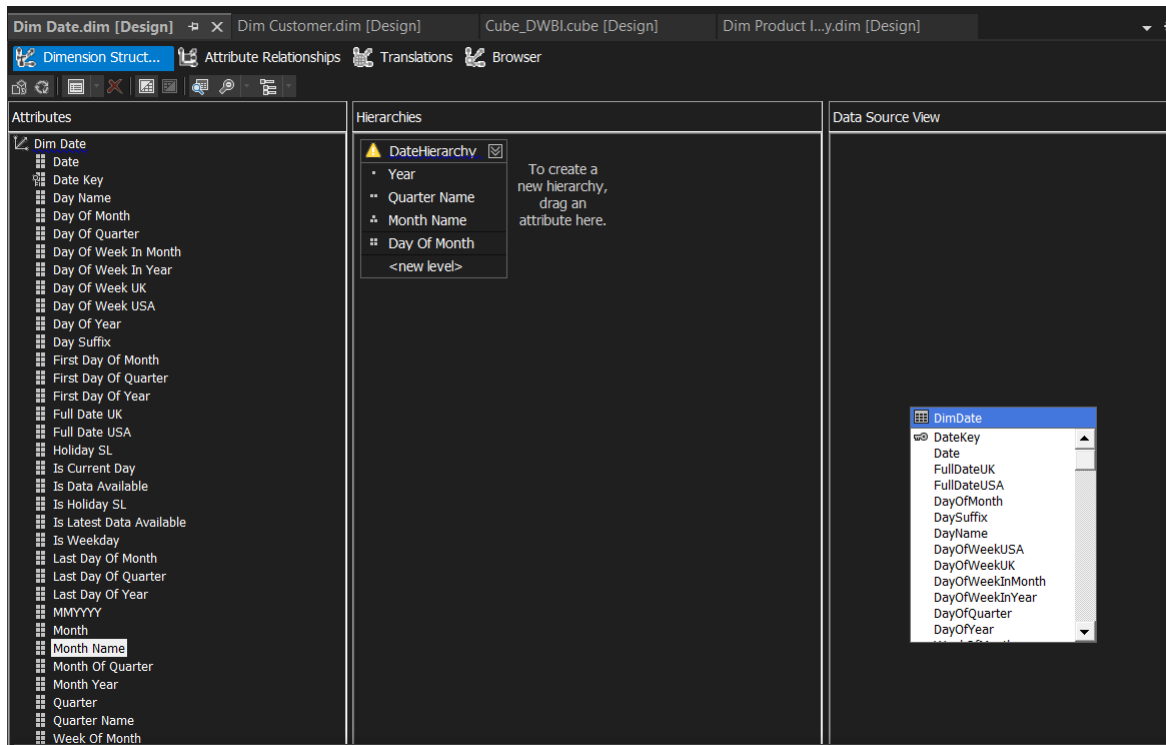 Dim Date.dim [Design]
Dim Customer.dim [Design]
Cube_DWBI.cube [Design]
Dim Product I...y.dim [Design]
Dimension Struct...
Attribute Relationships
Translations
Browser
Attributes
Dim Date
Date
Date Key
Day Name
Day Of Month
Day Of Quarter
Day Of Week In Month
Day Of Week In Year
Day Of Week UK
Day Of Week USA
Day Of Year
Day Suffix
First Day Of Month
First Day Of Quarter
First Day Of Year
Full Date UK
Full Date USA
Holiday SL
Is Current Day
Is Data Available
Is Holiday SL
Is Latest Data Available
Is Weekday
Last Day Of Month
Last Day Of Quarter
Last Day Of Year
MMYYYY
Month
Month Name
Month Of Quarter
Month Year
Quarter
Quarter Name
Week Of Month
Hierarchies
DateHierarchy
Year
Quarter Name
Month Name
Day Of Month
<new level>
To create a
new hierarchy,
drag an
attribute here.
Data Source View
DimDate
DateKey
Date
FullDateUK
FullDateUSA
DayOfMonth
DaySuffix
DayName
DayOfWeekUSA
DayOfWeekUK
DayOfWeekInMonth
DayOfWeekInYear
DayOfQuarter
DayOfYear